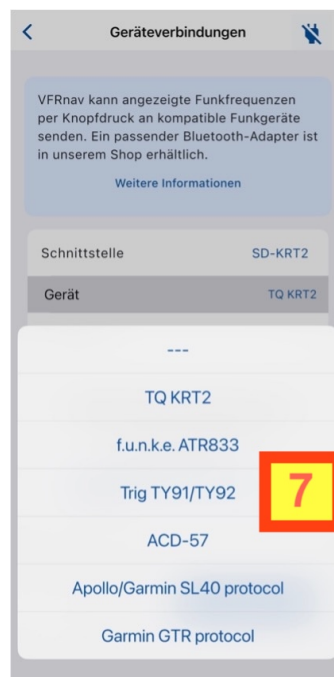 Geräteverbindungen
VFRnav kann angezeigte Funkfrequenzen
per Knopfdruck an kompatible Funkgeräte
senden. Ein passender Bluetooth-Adapter ist
in unserem Shop erhältlich.
Weitere Informationen
Schnittstelle SD-KRT2
Gerät TQ KRT2
---
TQ KRT2
f.u.n.k.e. ATR833
Trig TY91/TY92
7
ACD-57
Apollo/Garmin SL40 protocol
Garmin GTR protocol